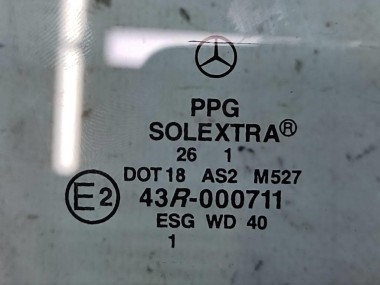 PPG
SOLEXTRA®
26 1
DOT 18 AS2 M527
E2 43R-000711
ESG WD 40
1